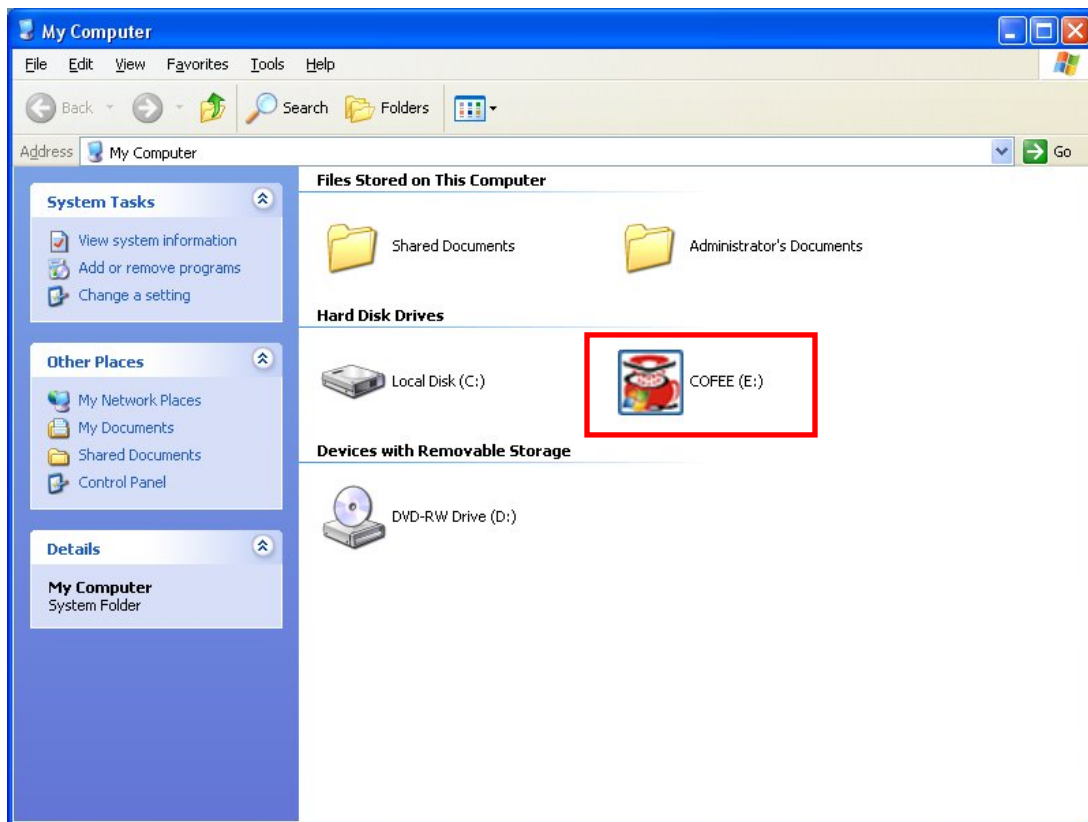 My Computer
File Edit View Favorites Tools Help
Back Search Folders
Address My Computer Go
System Tasks
View system information
Add or remove programs
Change a setting
Other Places
My Network Places
My Documents
Shared Documents
Control Panel
Details
My Computer
System Folder
Files Stored on This Computer
Shared Documents Administrator's Documents
Hard Disk Drives
Local Disk (C:) COFEE (E:)
Devices with Removable Storage
DVD-RW Drive (D:)